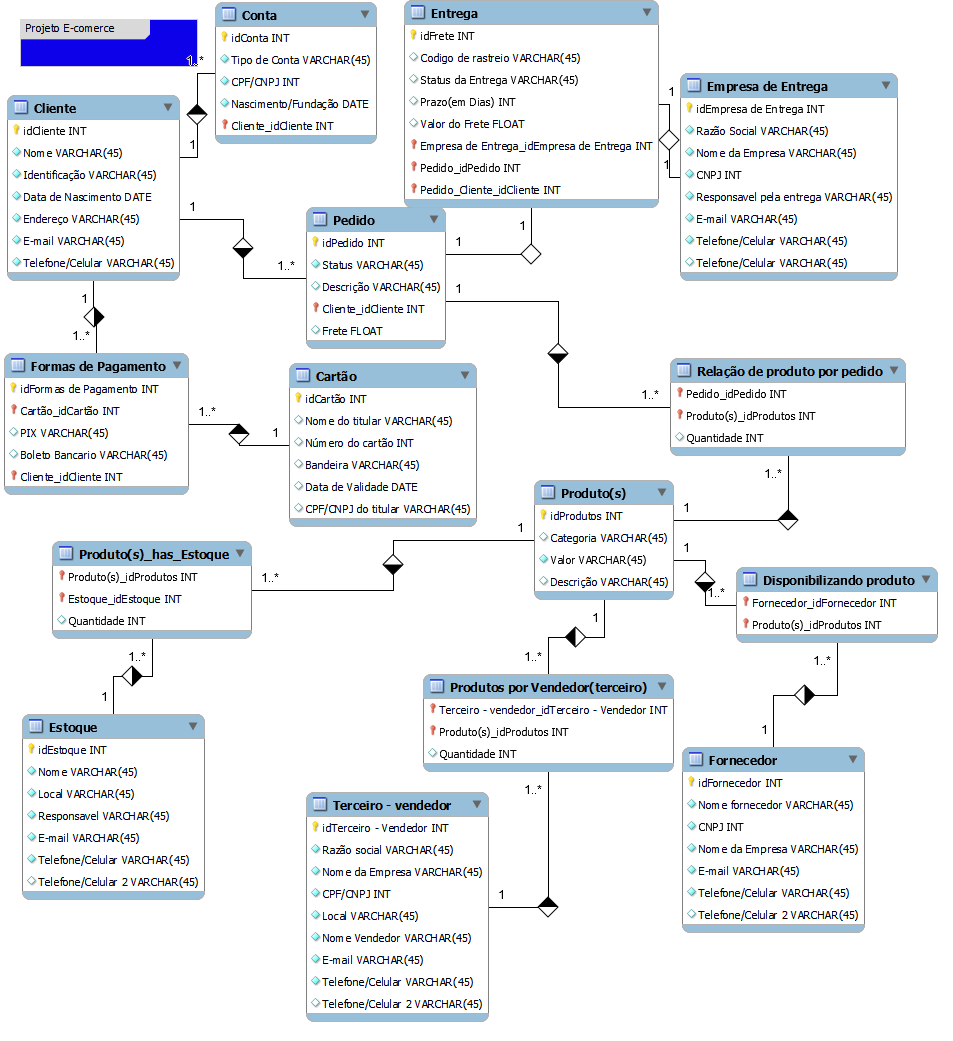 Projeto E-comerce
Conta
idConta INT
Tipo de Conta VARCHAR(45)
CPF/CNPJ INT
Nascimento/Fundação DATE
Cliente_idCliente INT
Entrega
idFrete INT
Codigo de rastreio VARCHAR(45)
Status da Entrega VARCHAR(45)
Prazo(em Dias) INT
Valor do Frete FLOAT
Empresa de Entrega_idEmpresa de Entrega INT
Pedido_idPedido INT
Pedido_Cliente_idCliente INT
Empresa de Entrega
idEmpresa de Entrega INT
Razão Social VARCHAR(45)
Nome da Empresa VARCHAR(45)
CNPJ INT
Responsavel pela entrega VARCHAR(45)
E-mail VARCHAR(45)
Telefone/Celular VARCHAR(45)
Telefone/Celular VARCHAR(45)
Cliente
idCliente INT
Nome VARCHAR(45)
Identificação VARCHAR(45)
Data de Nascimento DATE
Endereço VARCHAR(45)
E-mail VARCHAR(45)
Telefone/Celular VARCHAR(45)
1..*
1
1
1
1
1..*
1
1
Pedido
idPedido INT
Status VARCHAR(45)
Descrição VARCHAR(45)
Cliente_idCliente INT
Frete FLOAT
1
1..*
1
1..*
Formas de Pagamento
idFormas de Pagamento INT
Cartão_idCartão INT
PIX VARCHAR(45)
Boleto Bancario VARCHAR(45)
Cliente_idCliente INT
1..*
1
Cartão
idCartão INT
Nome do titular VARCHAR(45)
Número do cartão INT
Bandeira VARCHAR(45)
Data de Validade DATE
CPF/CNPJ do titular VARCHAR(45)
Relação de produto por pedido
Pedido_idPedido INT
Produto(s)_idProdutos INT
Quantidade INT
1..*
1
Produto(s)
idProdutos INT
Categoria VARCHAR(45)
Valor VARCHAR(45)
Descrição VARCHAR(45)
1
1..*
1
1..*
Produto(s)_has_Estoque
Produto(s)_idProdutos INT
Estoque_idEstoque INT
Quantidade INT
1..*
1
Disponibilizando produto
Fornecedor_idFornecedor INT
Produto(s)_idProdutos INT
1..*
1
1
1..*
Produtos por Vendedor(terceiro)
Terceiro - vendedor_idTerceiro - Vendedor INT
Produto(s)_idProdutos INT
Quantidade INT
1..*
1
Estoque
idEstoque INT
Nome VARCHAR(45)
Local VARCHAR(45)
Responsavel VARCHAR(45)
E-mail VARCHAR(45)
Telefone/Celular VARCHAR(45)
Telefone/Celular 2 VARCHAR(45)
Terceiro - vendedor
idTerceiro - Vendedor INT
Razão social VARCHAR(45)
Nome da Empresa VARCHAR(45)
CPF/CNPJ INT
Local VARCHAR(45)
Nome Vendedor VARCHAR(45)
E-mail VARCHAR(45)
Telefone/Celular VARCHAR(45)
Telefone/Celular 2 VARCHAR(45)
Fornecedor
idFornecedor INT
Nome fornecedor VARCHAR(45)
CNPJ INT
Nome da Empresa VARCHAR(45)
E-mail VARCHAR(45)
Telefone/Celular VARCHAR(45)
Telefone/Celular 2 VARCHAR(45)